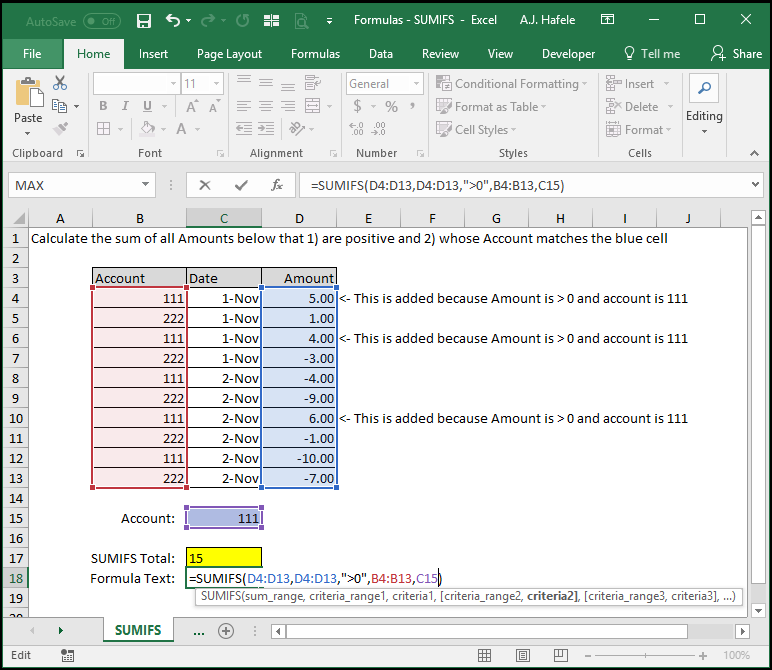 AutoSave Off Formulas - SUMIFS - Excel A.J. Hafele
File Home Insert Page Layout Formulas Data Review View Developer Tell me Share
General
11
Conditional Formatting Insert
B I U A A $ % , Format as Table Delete
Paste Cell Styles Format Editing
Clipboard Font Alignment Number Styles Cells
MAX fx =SUMIFS(D4:D13,D4:D13,">0",B4:B13,C15)
A B C D E F G H I J
1 Calculate the sum of all Amounts below that 1) are positive and 2) whose Account matches the blue cell
2
3 Account Date Amount
4 111 1-Nov 5.00 <- This is added because Amount is > 0 and account is 111
5 222 1-Nov 1.00
6 111 1-Nov 4.00 <- This is added because Amount is > 0 and account is 111
7 222 1-Nov -3.00
8 111 2-Nov -4.00
9 222 2-Nov -9.00
10 111 2-Nov 6.00 <- This is added because Amount is > 0 and account is 111
11 222 2-Nov -1.00
12 111 2-Nov -10.00
13 222 2-Nov -7.00
14
15 Account: 111
16
17 SUMIFS Total: 15
18 Formula Text: =SUMIFS(D4:D13,D4:D13,">0",B4:B13,C15)
19 SUMIFS(sum_range, criteria_range1, criteria1, [criteria_range2, criteria2], [criteria_range3, criteria3], ...)
SUMIFS ...
Edit 100%